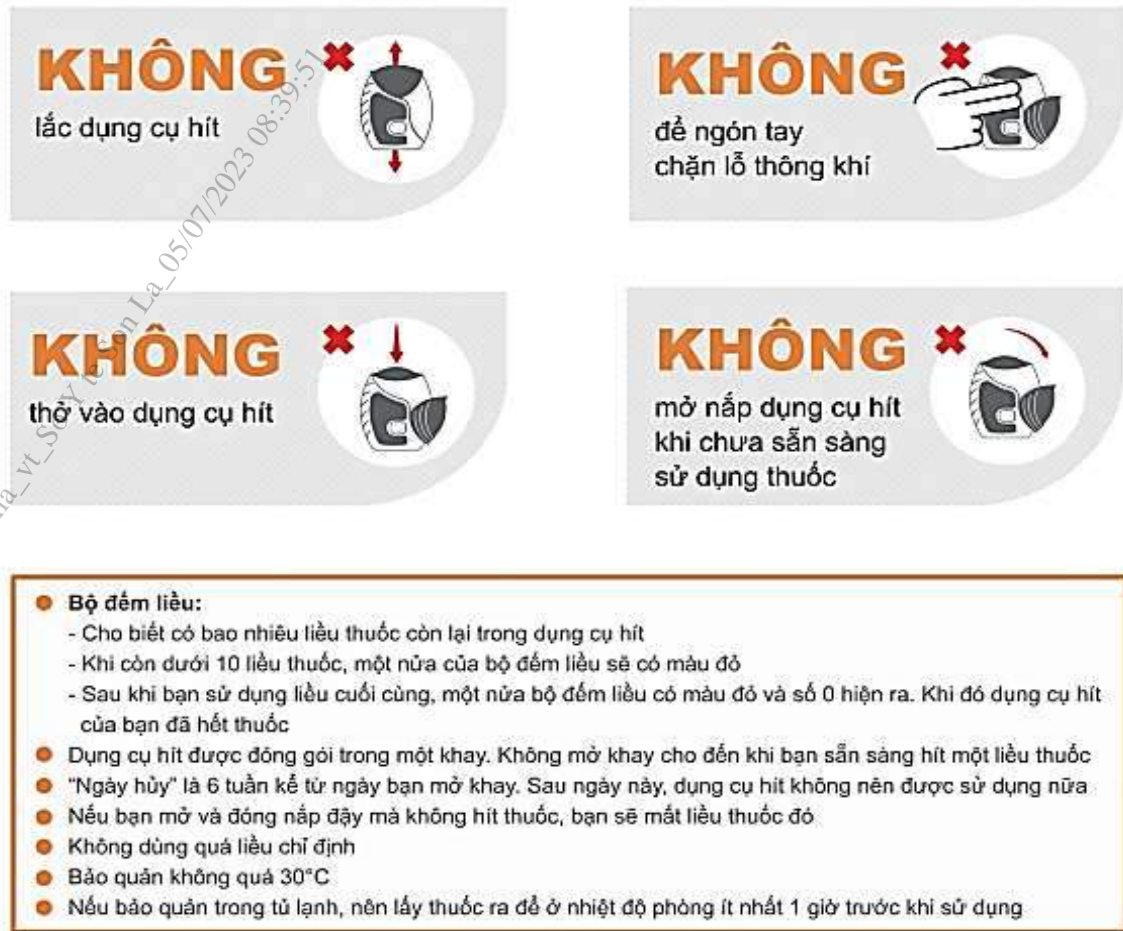 KHÔNG
lắc dụng cụ hít
KHÔNG
để ngón tay
chặn lỗ thông khí
KHÔNG
thở vào dụng cụ hít
KHÔNG
mở nắp dụng cụ hít
khi chưa sẵn sàng
sử dụng thuốc
Bộ đếm liều:
- Cho biết có bao nhiêu liều thuốc còn lại trong dụng cụ hít
- Khi còn dưới 10 liều thuốc, một nửa của bộ đếm liều sẽ có màu đỏ
- Sau khi bạn sử dụng liều cuối cùng, một nửa bộ đếm liều có màu đỏ và số 0 hiện ra. Khi đó dụng cụ hít
của bạn đã hết thuốc
Dụng cụ hít được đóng gói trong một khay. Không mở khay cho đến khi bạn sẵn sàng hít một liều thuốc
“Ngày hủy” là 6 tuần kể từ ngày bạn mở khay. Sau ngày này, dụng cụ hít không nên được sử dụng nữa
Nếu bạn mở và đóng nắp đậy mà không hít thuốc, bạn sẽ mất liều thuốc đó
Không dùng quá liều chỉ định
Bảo quản không quá 30°C
Nếu bảo quản trong tủ lạnh, nên lấy thuốc ra để ở nhiệt độ phòng ít nhất 1 giờ trước khi sử dụng
La_05/07/2023 08:39:51